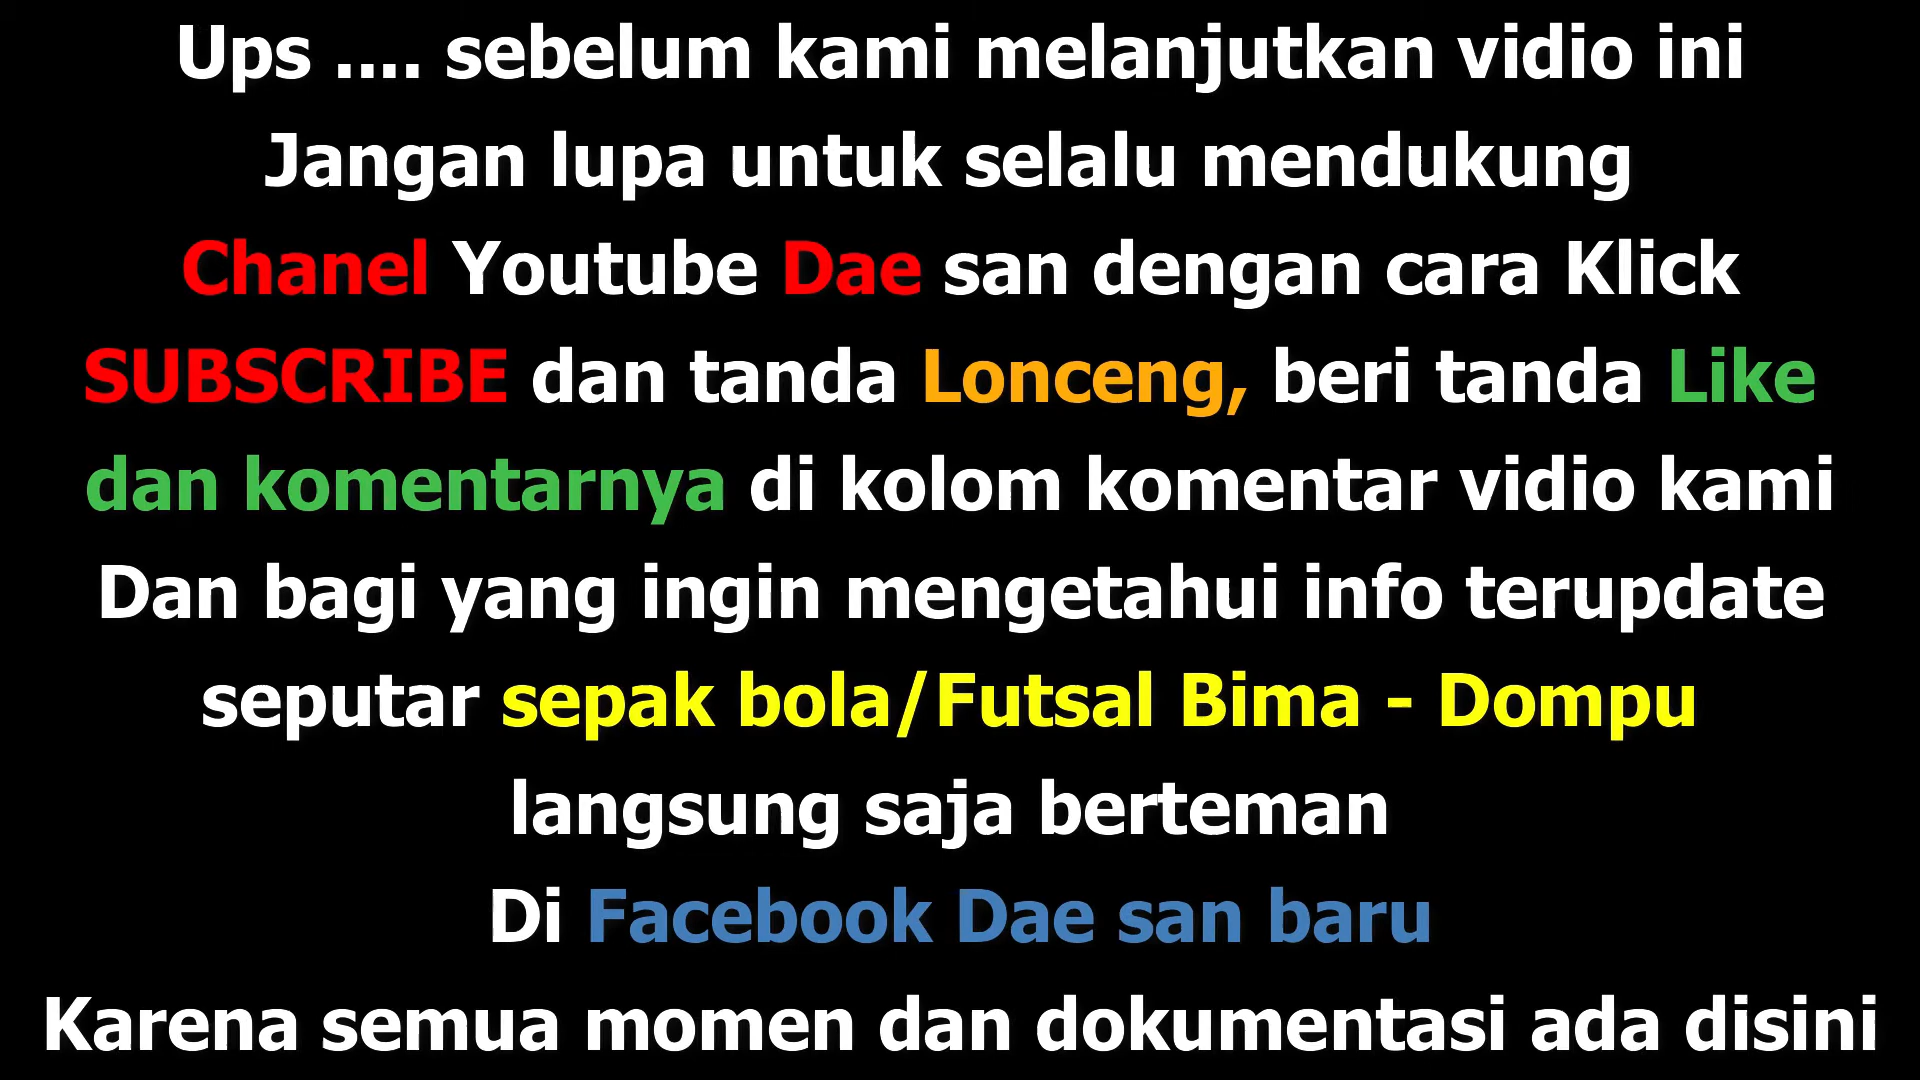 Ups .... sebelum kami melanjutkan vidio ini
Jangan lupa untuk selalu mendukung
Chanel Youtube Dae san dengan cara Klick
SUBSCRIBE dan tanda Lonceng, beri tanda Like
dan komentarnya di kolom komentar vidio kami
Dan bagi yang ingin mengetahui info terupdate
seputar sepak bola/Futsal Bima - Dompu
langsung saja berteman
Di Facebook Dae san baru
Karena semua momen dan dokumentasi ada disini